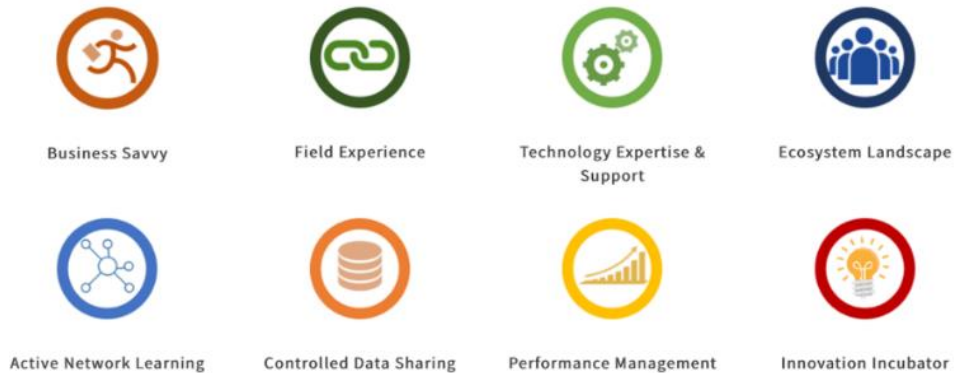 Business Savvy
Field Experience
Technology Expertise &
Support
Ecosystem Landscape
Active Network Learning
Controlled Data Sharing
Performance Management
Innovation Incubator